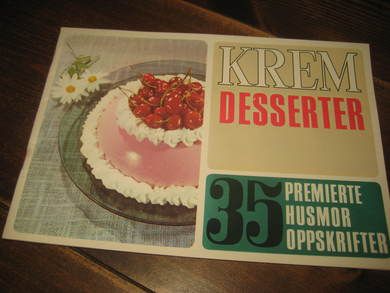 KREM
DESSERTER
35 PREMIERTE
HUSMOR
OPPSKRIFTER